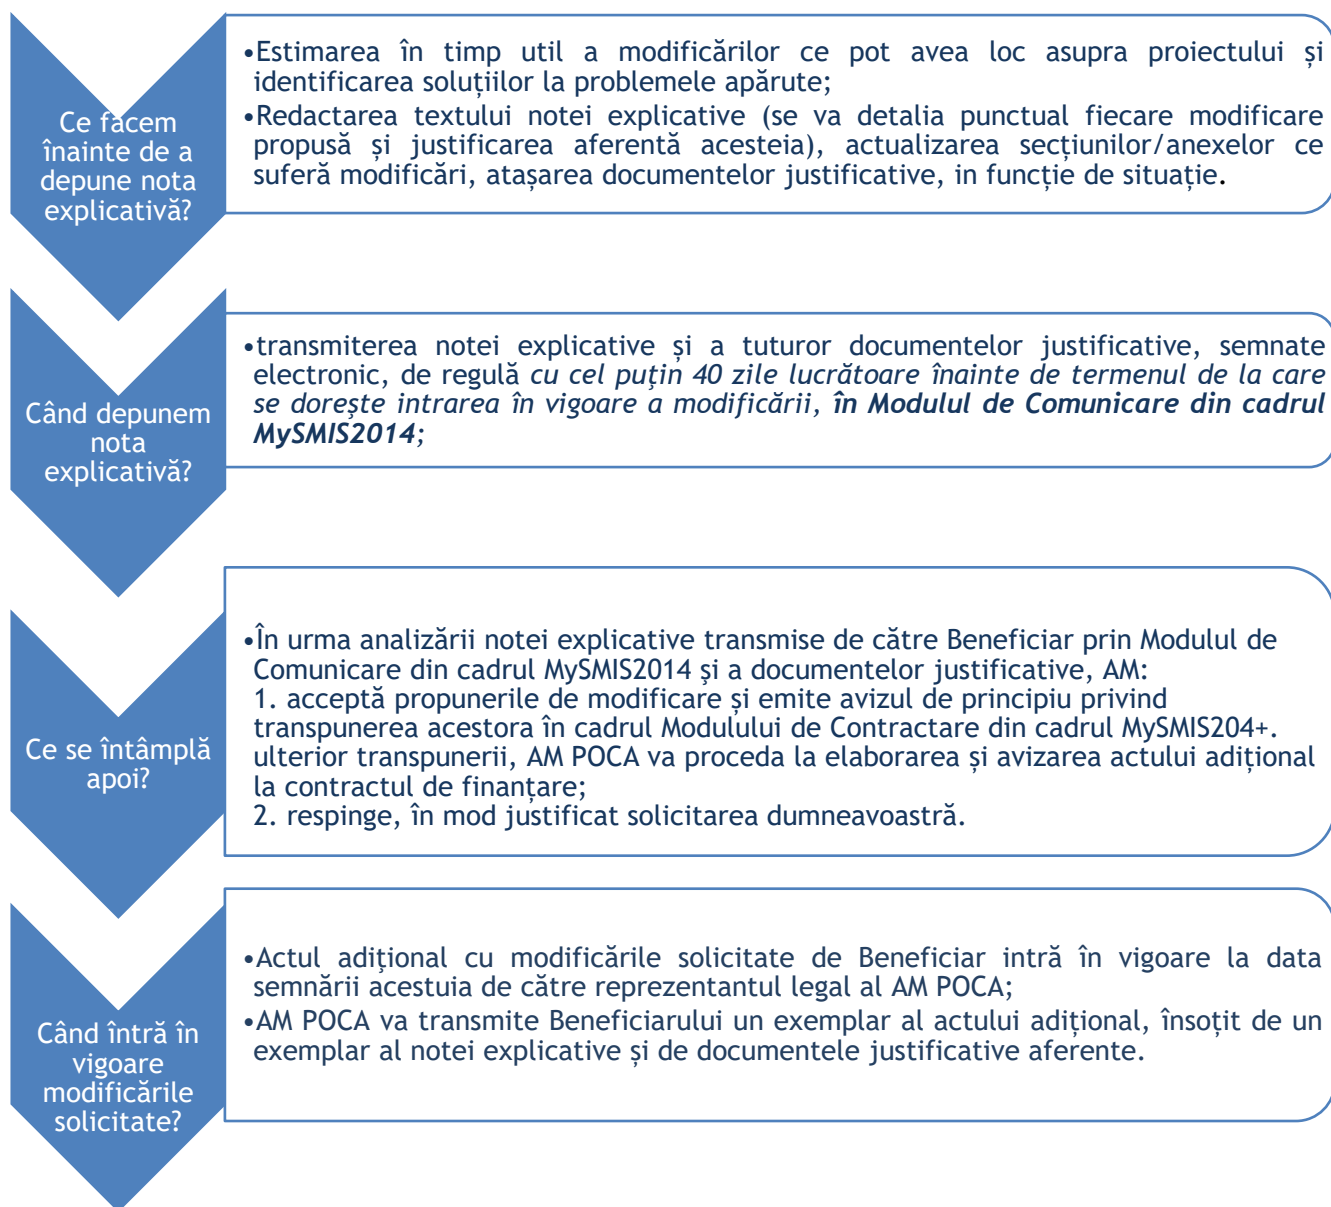 Ce facem
înainte de a
depune nota
explicativă?
•Estimarea în timp util a modificărilor ce pot avea loc asupra proiectului și
identificarea soluțiilor la problemele apărute;
•Redactarea textului notei explicative (se va detalia punctual fiecare modificare
propusă și justificarea aferentă acesteia), actualizarea secțiunilor/anexelor ce
suferă modificări, atașarea documentelor justificative, in funcție de situație.
Când depunem
nota
explicativă?
•transmiterea notei explicative și a tuturor documentelor justificative, semnate
electronic, de regulă cu cel puțin 40 zile lucrătoare înainte de termenul de la care
se dorește intrarea în vigoare a modificării, în Modulul de Comunicare din cadrul
MySMIS2014;
Ce se întâmplă
apoi?
•În urma analizării notei explicative transmise de către Beneficiar prin Modulul de
Comunicare din cadrul MySMIS2014 şi a documentelor justificative, AM:
1. acceptă propunerile de modificare și emite avizul de principiu privind
transpunerea acestora în cadrul Modulului de Contractare din cadrul MySMIS204+.
ulterior transpunerii, AM POCA va proceda la elaborarea și avizarea actului adițional
la contractul de finanțare;
2. respinge, în mod justificat solicitarea dumneavoastră.
Când întră în
vigoare
modificările
solicitate?
•Actul adiţional cu modificările solicitate de Beneficiar intră în vigoare la data
semnării acestuia de către reprezentantul legal al AM POCA;
•AM POCA va transmite Beneficiarului un exemplar al actului adițional, însoțit de un
exemplar al notei explicative și de documentele justificative aferente.